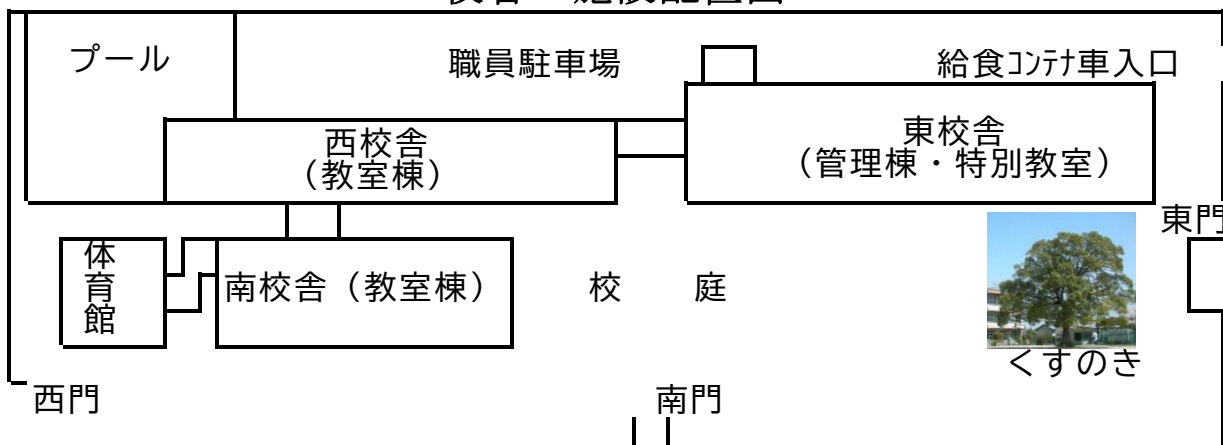 プール
職員駐車場
給食ｺﾝﾃﾅ車入口
西校舎
（教室棟）
東校舎
（管理棟・特別教室）
東門
体育館
南校舎（教室棟）
校　庭
くすのき
西門
南門